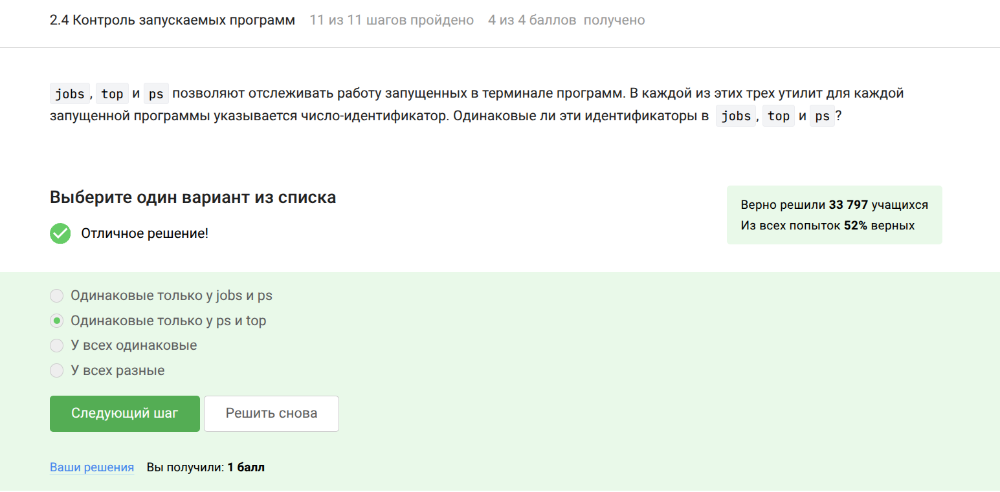 2.4 Контроль запускаемых программ 11 из 11 шагов пройдено 4 из 4 баллов получено
jobs, top и ps позволяют отслеживать работу запущенных в терминале программ. В каждой из этих трех утилит для каждой
запущенной программы указывается число-идентификатор. Одинаковые ли эти идентификаторы в jobs, top и ps?
Выберите один вариант из списка
Отличное решение!
Верно решили 33 797 учащихся
Из всех попыток 52% верных
Одинаковые только у jobs и ps
Одинаковые только у ps и top
У всех одинаковые
У всех разные
Следующий шаг
Решить снова
Ваши решения Вы получили: 1 балл